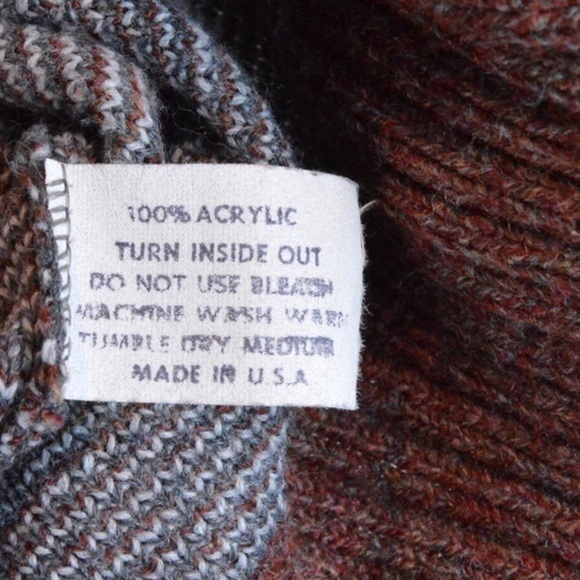 100% ACRYLIC
TURN INSIDE OUT
DO NOT USE BLEACH
MACHINE WASH WARM
TUMBLE DRY MEDIUM
MADE IN U.S.A